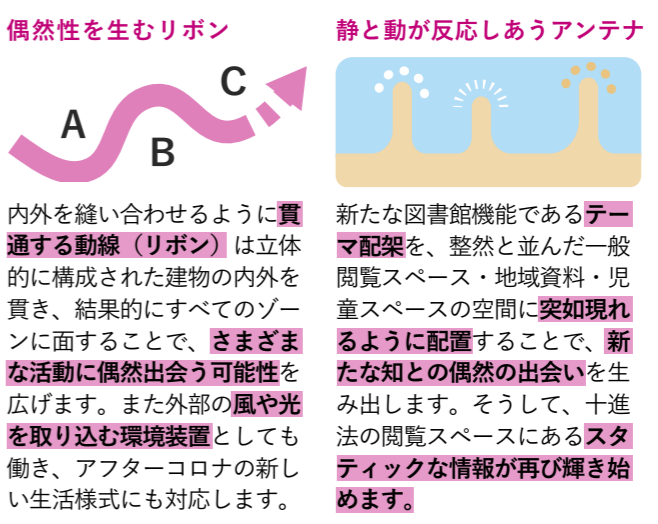 偶然性を生むリボン
A
B
C
内外を縫い合わせるように貫
通する動線（リボン）は立体
的に構成された建物の内外を
貫き、結果的にすべてのゾー
ンに面することで、さまざま
な活動に偶然出会う可能性を
広げます。また外部の風や光
を取り込む環境装置としても
働き、アフターコロナの新し
い生活様式にも対応します。
静と動が反応しあうアンテナ
新たな図書館機能であるテー
マ配架を、整然と並んだ一般
閲覧スペース・地域資料・児
童スペースの空間に突如現れ
るように配置することで、新
たな知との偶然の出会いを生
み出します。そうして、十進
法の閲覧スペースにあるスタ
ティックな情報が再び輝き始
めます。